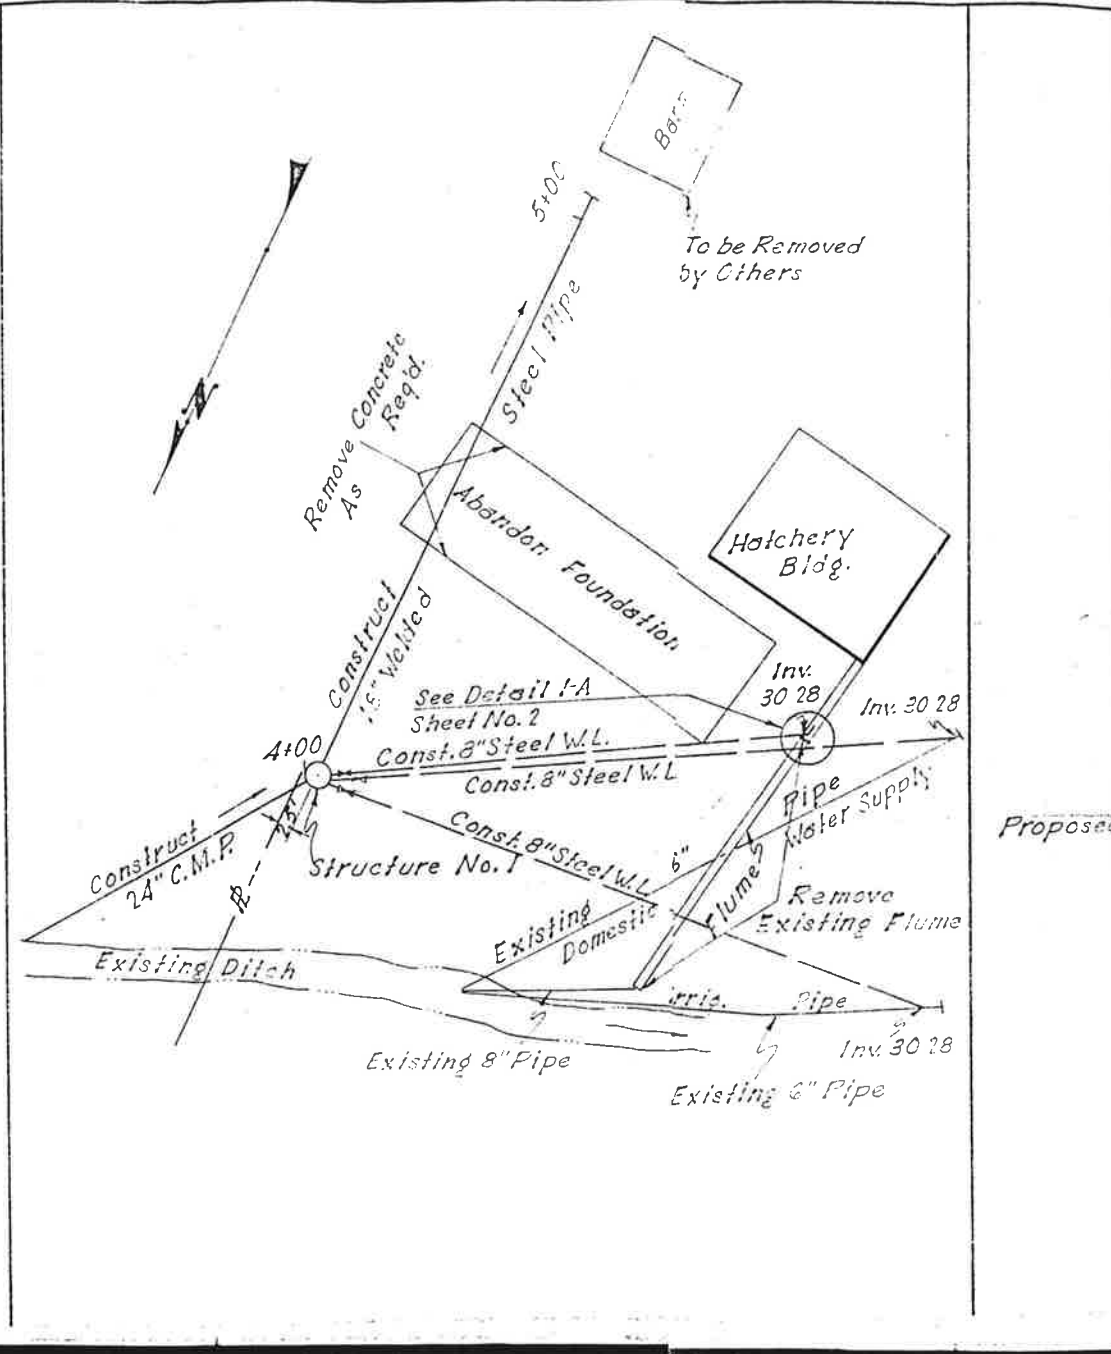 Barn
5+00
To be Removed
by Others
N
Steel Pipe
Remove Concrete
As Req'd.
Abandon Foundation
Hatchery
Bldg.
Construct
Welded
See Detail 1-A
Sheet No. 2
Inv.
30 28
Inv. 30 28
4+00
Const. 8" Steel W.L.
Const. 8" Steel W.L.
Const. 8" Steel W.L.
Construct
24" C.M.P.
Structure No. 1
6"
Pipe
Water Supply
Proposed
Flume
Remove
Existing Flume
Existing
Domestic
Existing Ditch
Irrig. Pipe
Existing 8" Pipe
Inv. 30 28
Existing 6" Pipe